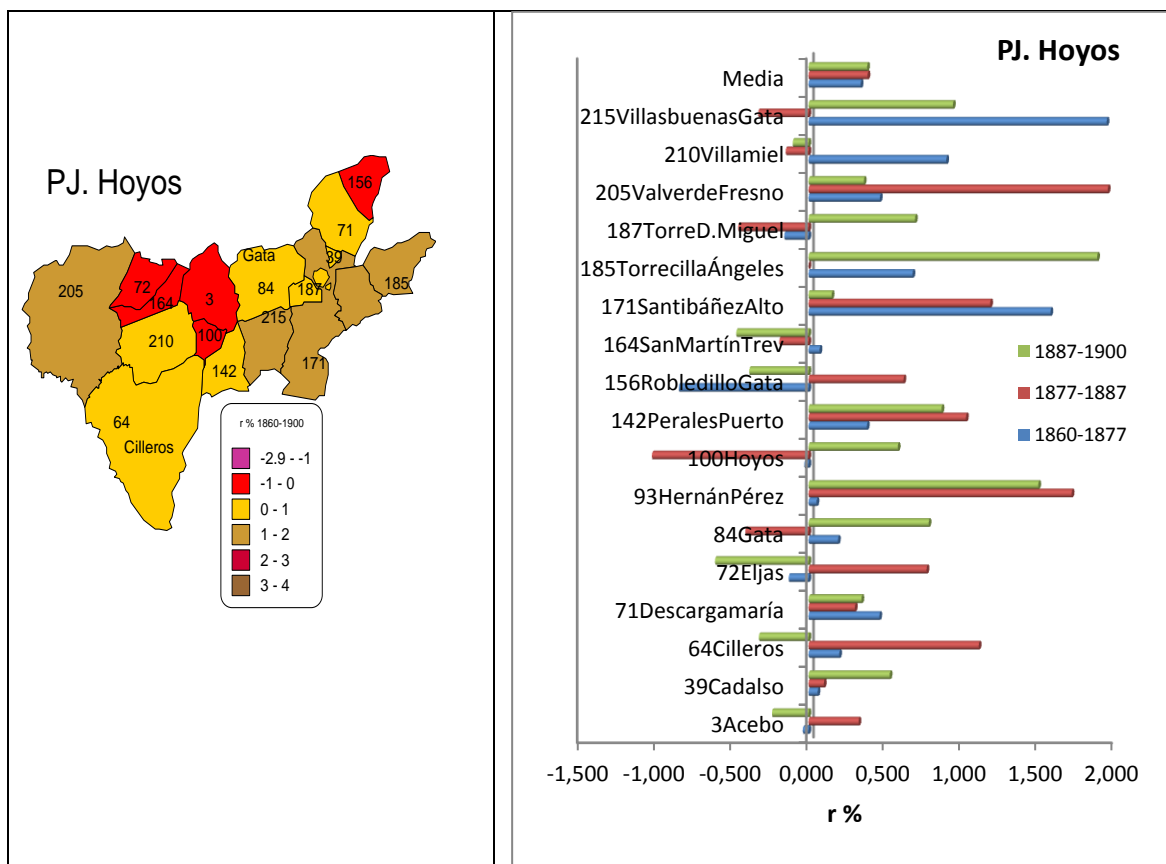 PJ. Hoyos
156
71
Gata
39
205
72
3
84
187
185
164
215
210
100
171
142
64
Cilleros
r % 1860-1900
-2.9 - -1
-1 - 0
0 - 1
1 - 2
2 - 3
3 - 4
PJ. Hoyos
Media
215VillasbuenasGata
210Villamiel
205ValverdeFresno
187TorreD.Miguel
185TorrecillaÁngeles
171SantibáñezAlto
164SanMartínTrev
156RobledilloGata
142PeralesPuerto
100Hoyos
93HernánPérez
84Gata
72Eljas
71Descargamaría
64Cilleros
39Cadalso
3Acebo
1887-1900
1877-1887
1860-1877
-1,500 -1,000 -0,500 0,000 0,500 1,000 1,500 2,000
r %